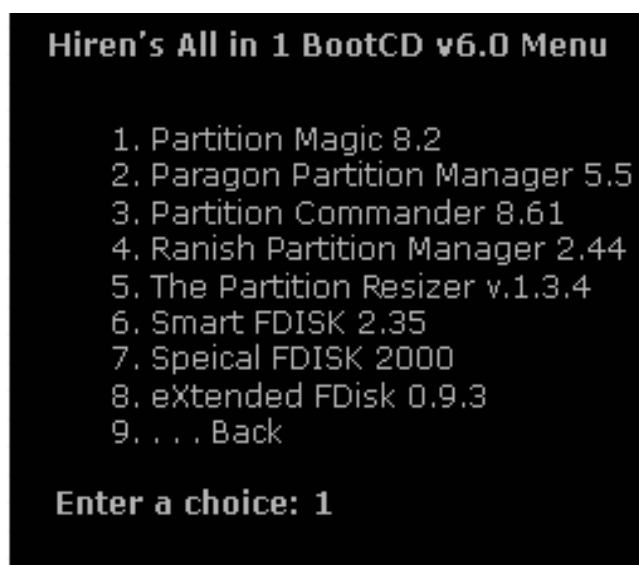 Hiren's All in 1 BootCD v6.0 Menu
1. Partition Magic 8.2
2. Paragon Partition Manager 5.5
3. Partition Commander 8.61
4. Ranish Partition Manager 2.44
5. The Partition Resizer v.1.3.4
6. Smart FDISK 2.35
7. Speical FDISK 2000
8. eXtended FDisk 0.9.3
9. . . . Back
Enter a choice: 1